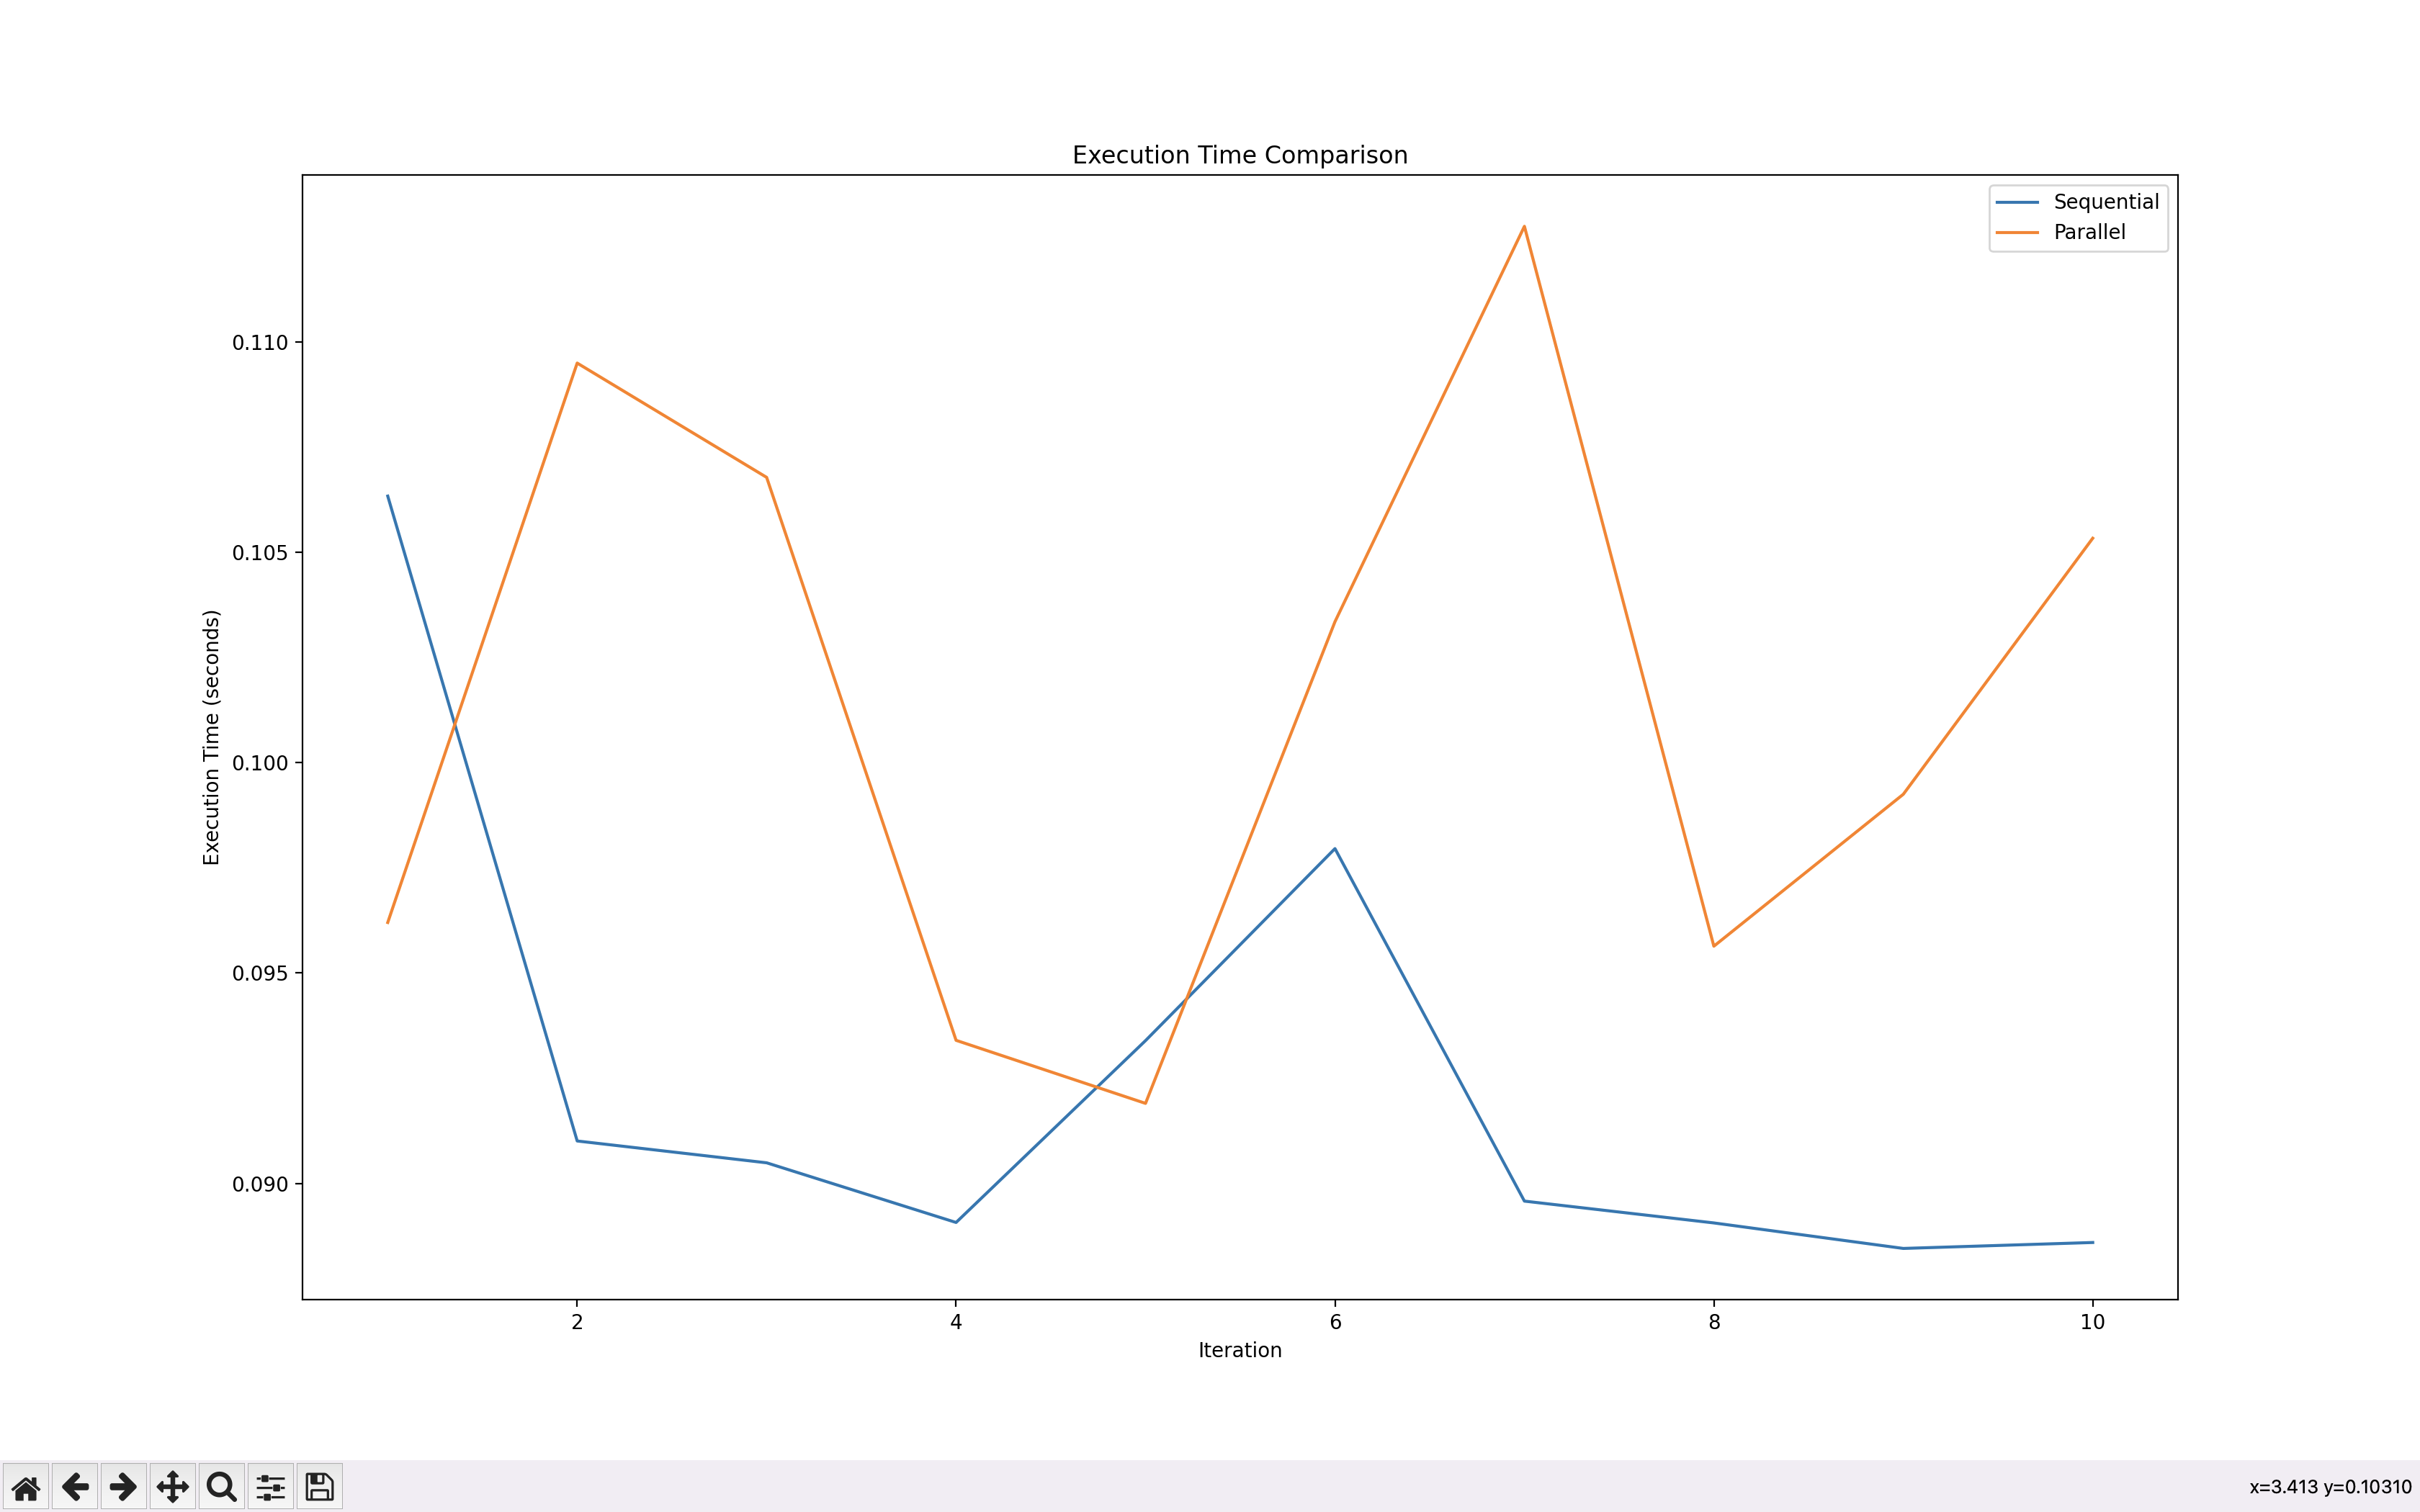 Execution Time Comparison
Sequential
Parallel
0.110
0.105
0.100
0.095
0.090
Execution Time (seconds)
2 4 6 8 10
Iteration
x=3.413 y=0.10310